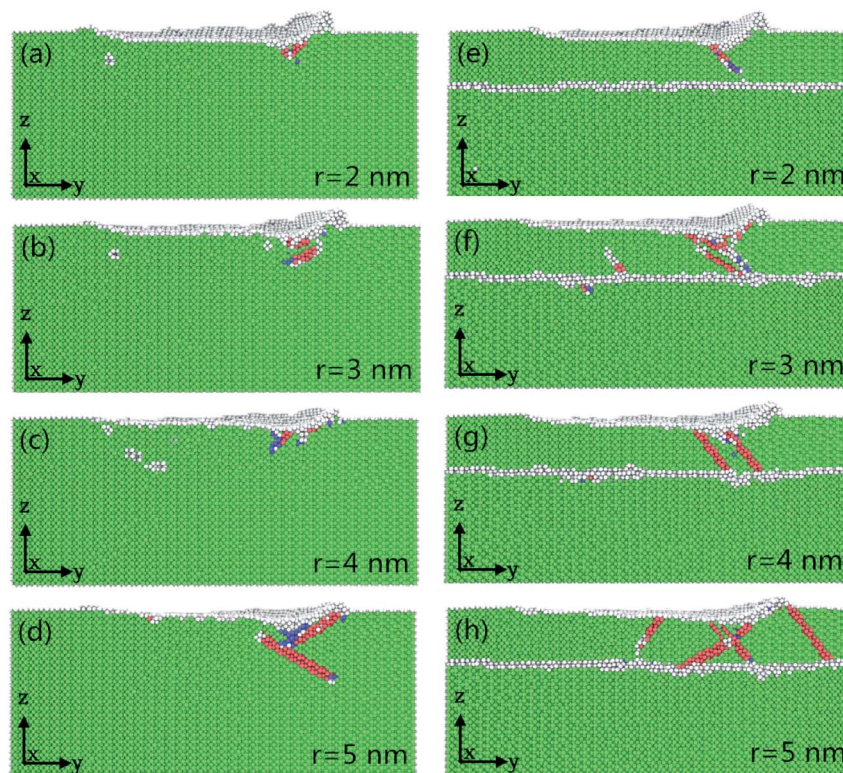 (a)
z
x y
r=2 nm
(b)
z
x y
r=3 nm
(c)
z
x y
r=4 nm
(d)
z
x y
r=5 nm
(e)
z
x y
r=2 nm
(f)
z
x y
r=3 nm
(g)
z
x y
r=4 nm
(h)
z
x y
r=5 nm